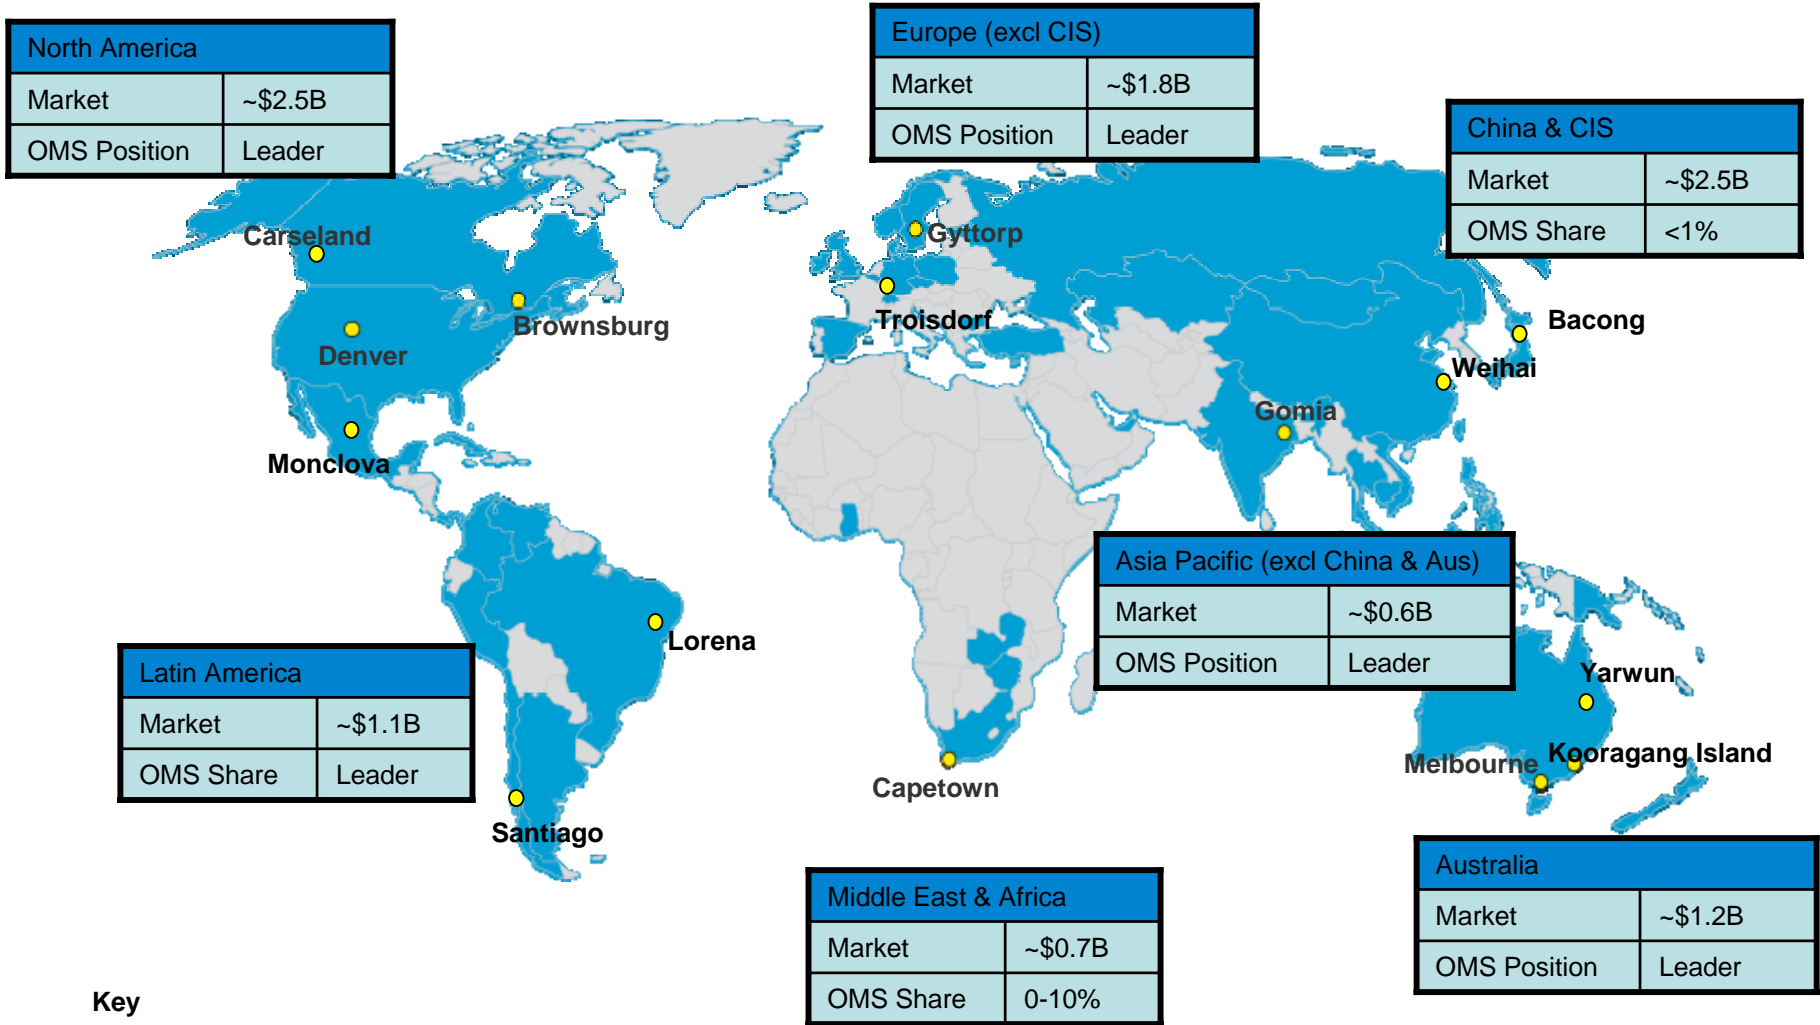 North America
Market ~$2.5B
OMS Position Leader
Europe (excl CIS)
Market ~$1.8B
OMS Position Leader
China & CIS
Market ~$2.5B
OMS Share <1%
Carseland
Gyttorp
Brownsburg
Denver
Troisdorf
Bacong
Weihai
Gomia
Monclova
Asia Pacific (excl China & Aus)
Market ~$0.6B
OMS Position Leader
Lorena
Latin America
Market ~$1.1B
OMS Share Leader
Yarwun
Kooragang Island
Melbourne
Capetown
Santiago
Australia
Market ~$1.2B
OMS Position Leader
Middle East & Africa
Market ~$0.7B
OMS Share 0-10%
Key